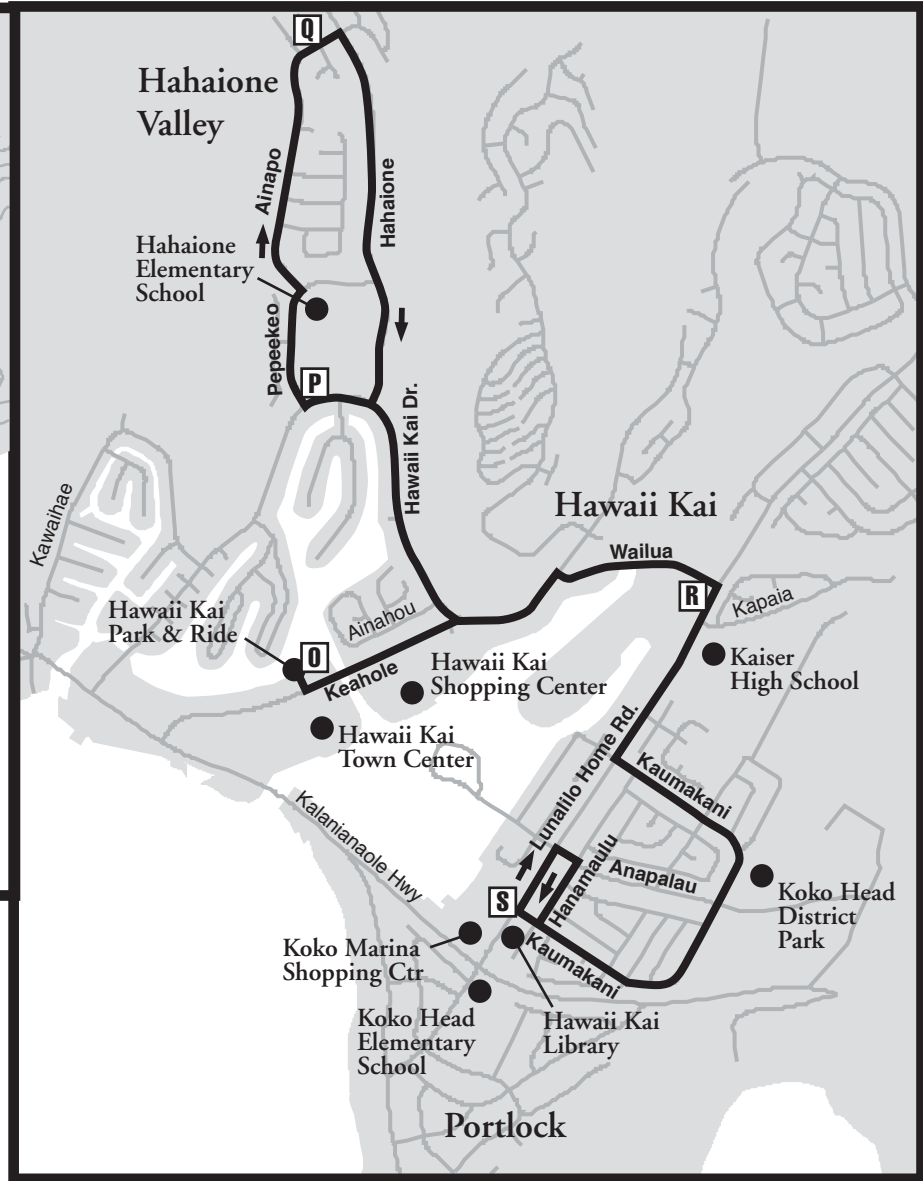 Q
Hahaione
Valley
Ainapo
Hahaione
Hahaione
Elementary
School
Pepeekeo
P
Hawaii Kai Dr.
Kawaihae
Hawaii Kai
Wailua
R
Kapaia
Hawaii Kai
Park & Ride
O
Ainahou
Keahole
Hawaii Kai
Shopping Center
Kaiser
High School
Hawaii Kai
Town Center
Lunalilo Home Rd.
Kaumakani
Kalanianaole Hwy
Hanamaulu
Anapalau
S
Koko Head
District
Park
Koko Marina
Shopping Ctr
Kaumakani
Koko Head
Elementary
School
Hawaii Kai
Library
Portlock